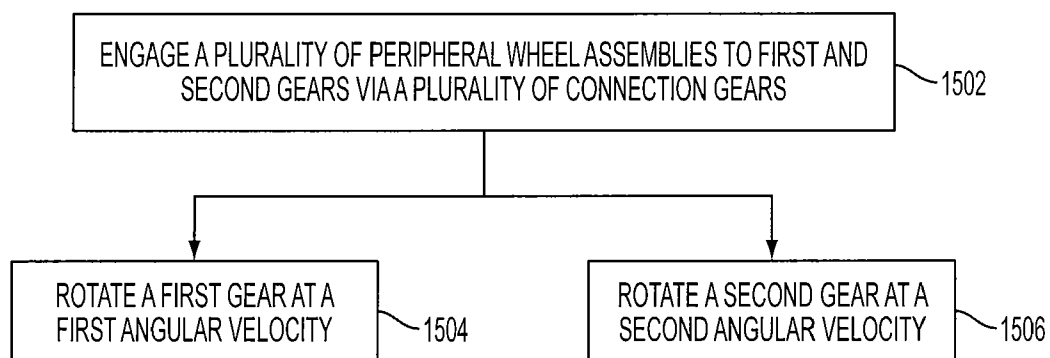 ENGAGE A PLURALITY OF PERIPHERAL WHEEL ASSEMBLIES TO FIRST AND
SECOND GEARS VIA A PLURALITY OF CONNECTION GEARS
1502
ROTATE A FIRST GEAR AT A
FIRST ANGULAR VELOCITY
1504
ROTATE A SECOND GEAR AT A
SECOND ANGULAR VELOCITY
1506